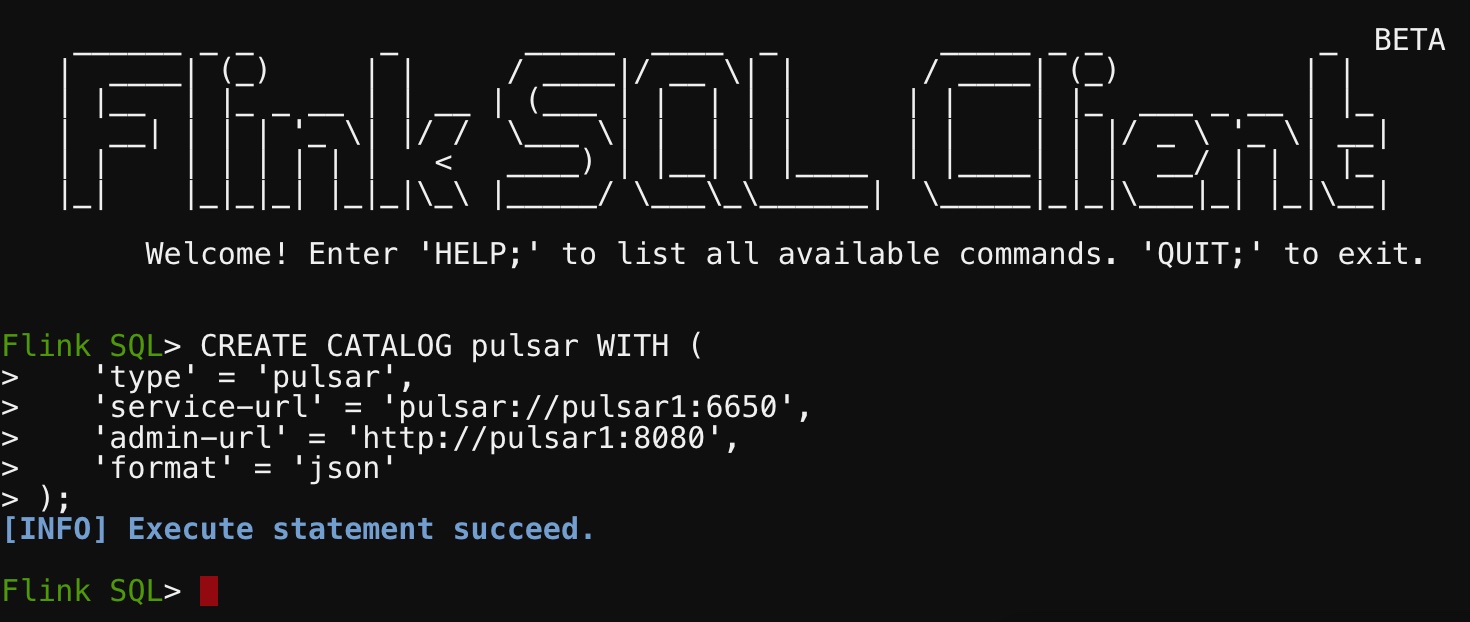 BETA
Flink SQL Client
Welcome! Enter 'HELP;' to list all available commands. 'QUIT;' to exit.
Flink SQL> CREATE CATALOG pulsar WITH (
>    'type' = 'pulsar',
>    'service-url' = 'pulsar://pulsar1:6650',
>    'admin-url' = 'http://pulsar1:8080',
>    'format' = 'json'
> );
[INFO] Execute statement succeed.
Flink SQL>